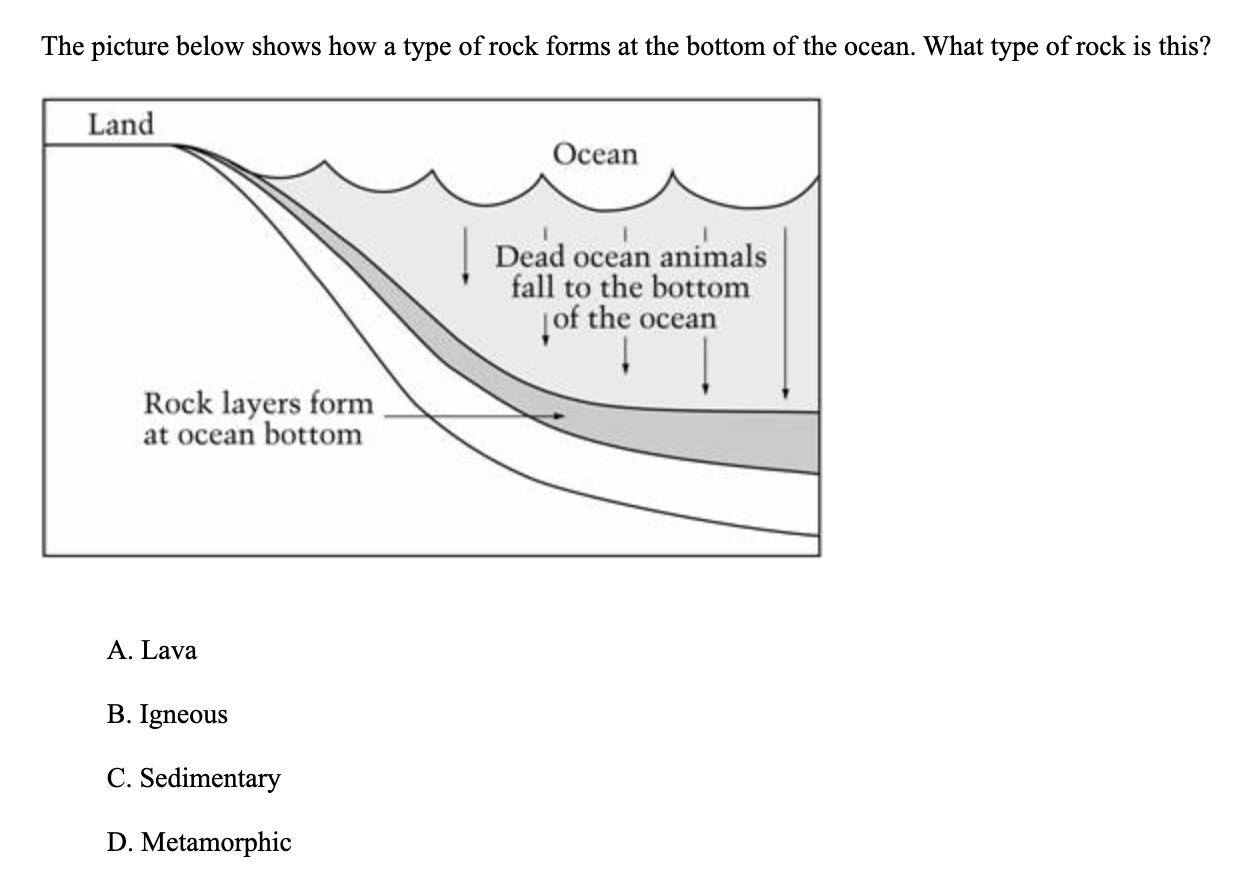 The picture below shows how a type of rock forms at the bottom of the ocean. What type of rock is this?
Land
Ocean
Dead ocean animals
fall to the bottom
of the ocean
Rock layers form
at ocean bottom
A. Lava
B. Igneous
C. Sedimentary
D. Metamorphic